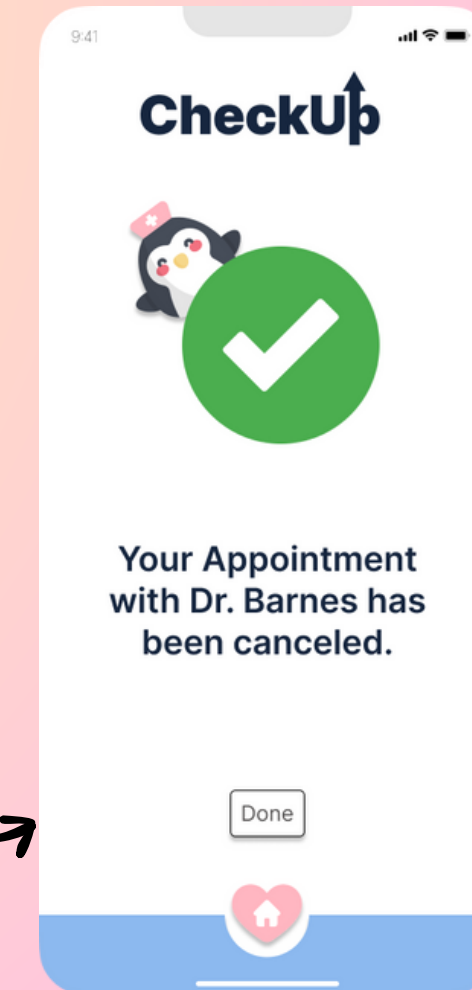 9:41
CheckUp
Your Appointment
with Dr. Barnes has
been canceled.
Done